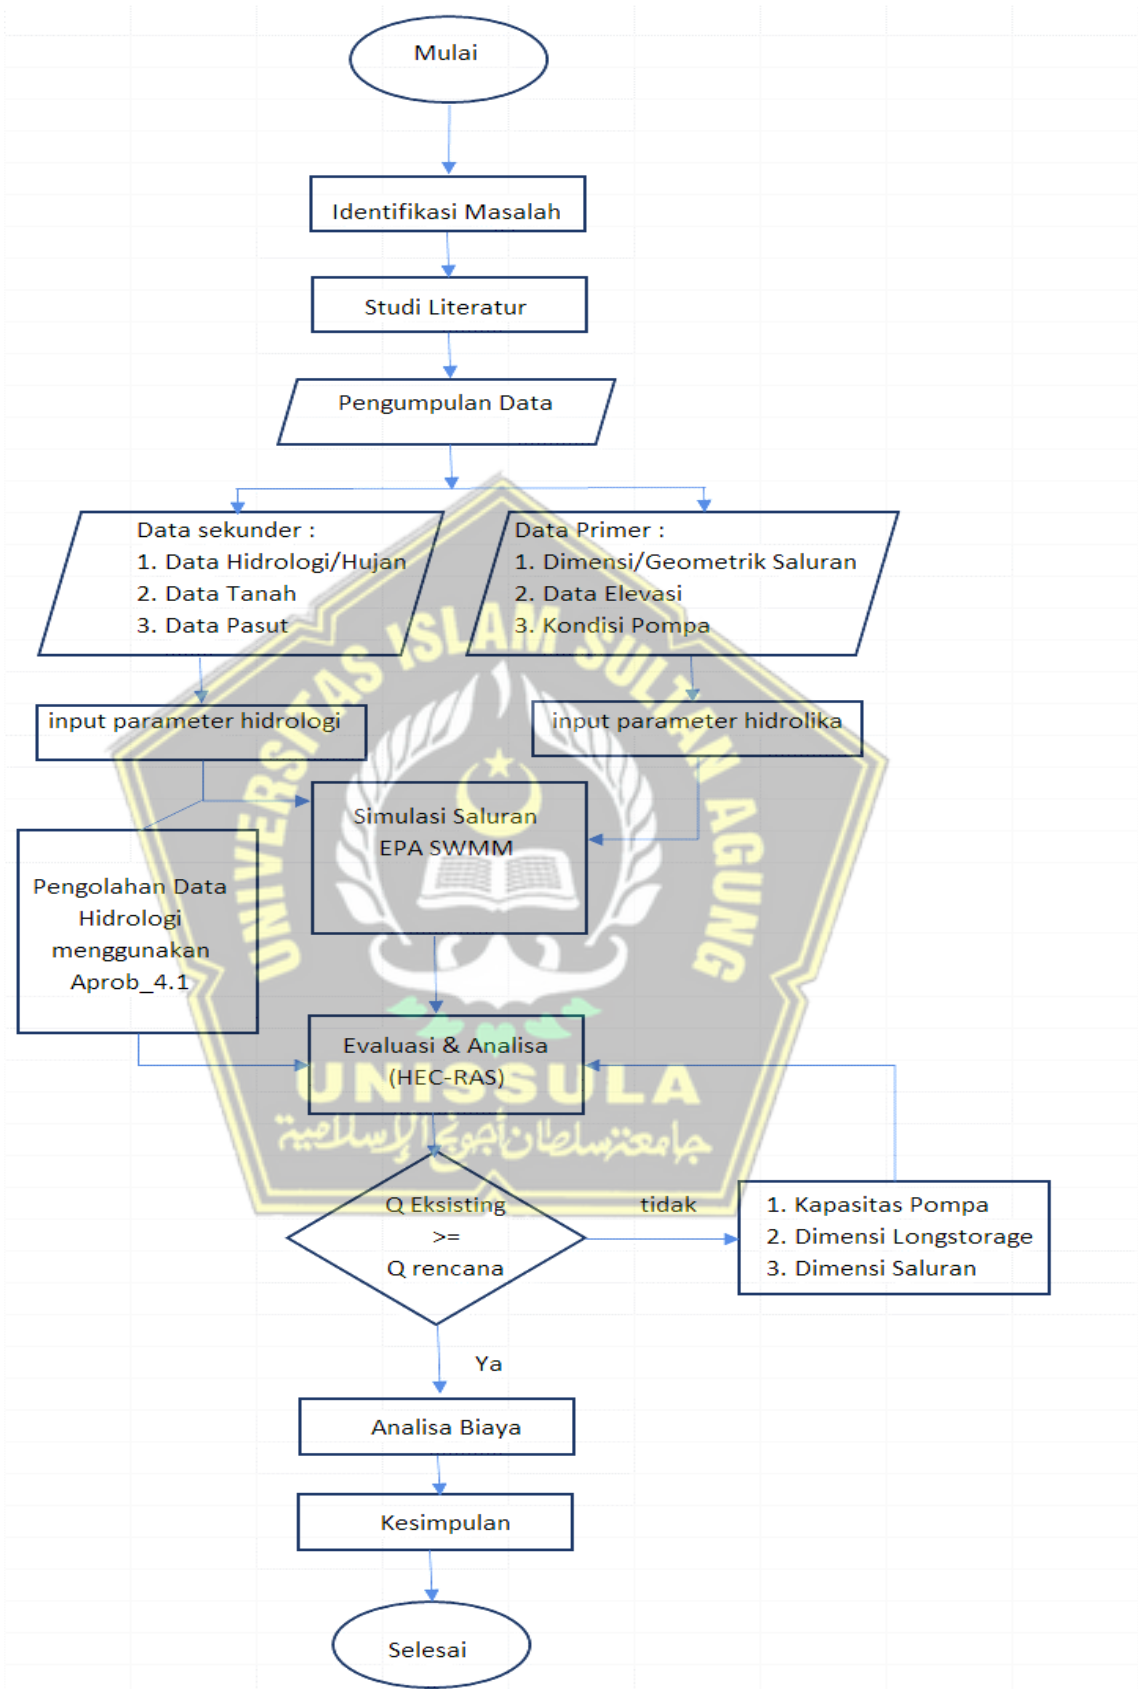 Mulai
Identifikasi Masalah
Studi Literatur
Pengumpulan Data
Data sekunder :
1. Data Hidrologi/Hujan
2. Data Tanah
3. Data Pasut
Data Primer :
1. Dimensi/Geometrik Saluran
2. Data Elevasi
3. Kondisi Pompa
input parameter hidrologi
input parameter hidrolika
Simulasi Saluran
EPA SWMM
Pengolahan Data
Hidrologi
menggunakan
Aprob_4.1
Evaluasi & Analisa
(HEC-RAS)
Q Eksisting
>=
Q rencana
tidak
1. Kapasitas Pompa
2. Dimensi Longstorage
3. Dimensi Saluran
Ya
Analisa Biaya
Kesimpulan
Selesai
UNIVERSITAS ISLAM SULTAN AGUNG
UNISSULA
جامعتنسلطان أجونج الإسلامية